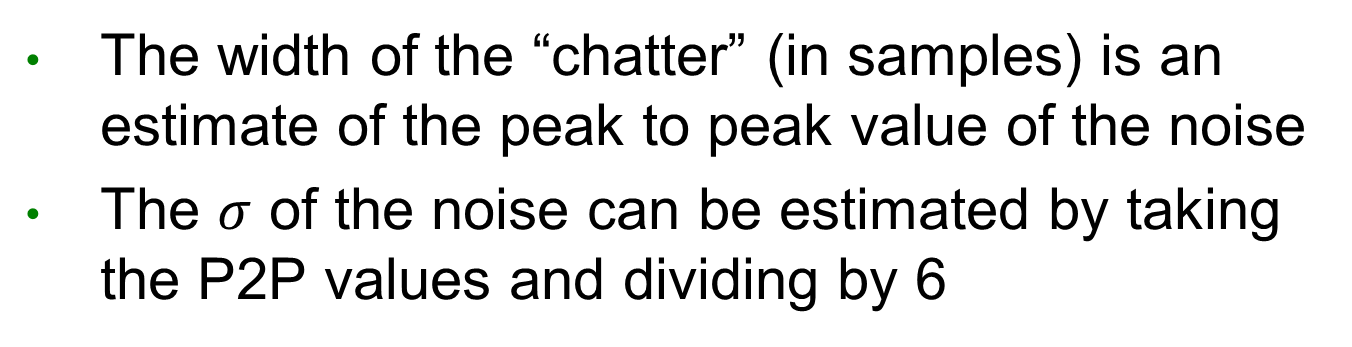 • The width of the “chatter” (in samples) is an
estimate of the peak to peak value of the noise
• The σ of the noise can be estimated by taking
the P2P values and dividing by 6